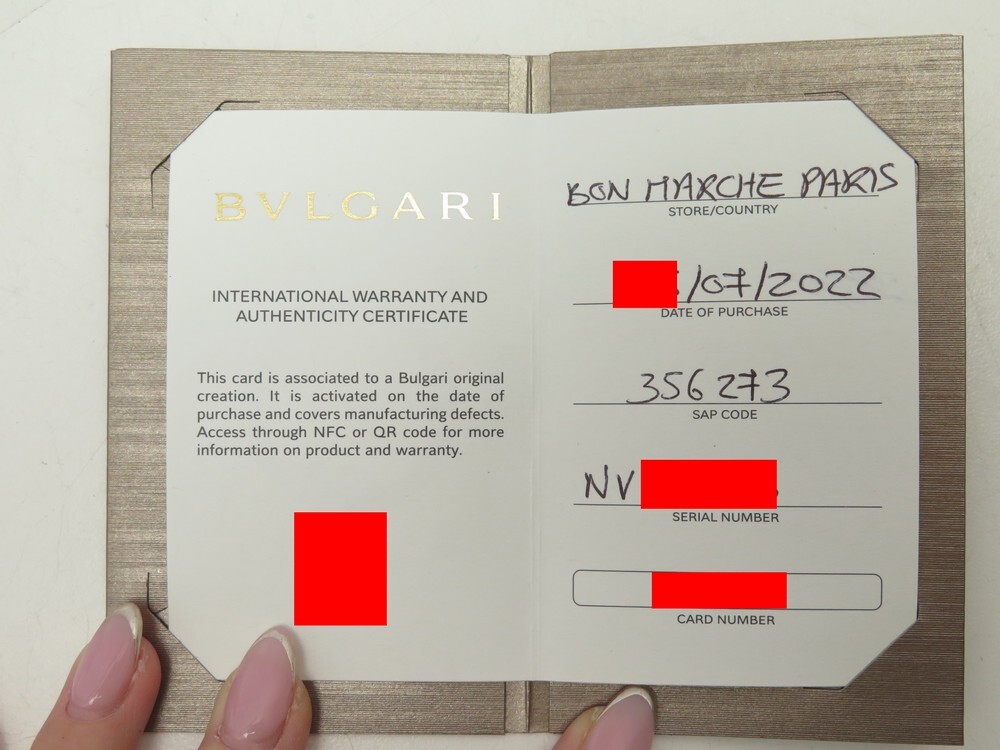 BVLGARI
INTERNATIONAL WARRANTY AND
AUTHENTICITY CERTIFICATE
This card is associated to a Bulgari original
creation. It is activated on the date of
purchase and covers manufacturing defects.
Access through NFC or QR code for more
information on product and warranty.
BON MARCHE PARIS
STORE/COUNTRY
/07/2022
DATE OF PURCHASE
356273
SAP CODE
NV
SERIAL NUMBER
CARD NUMBER